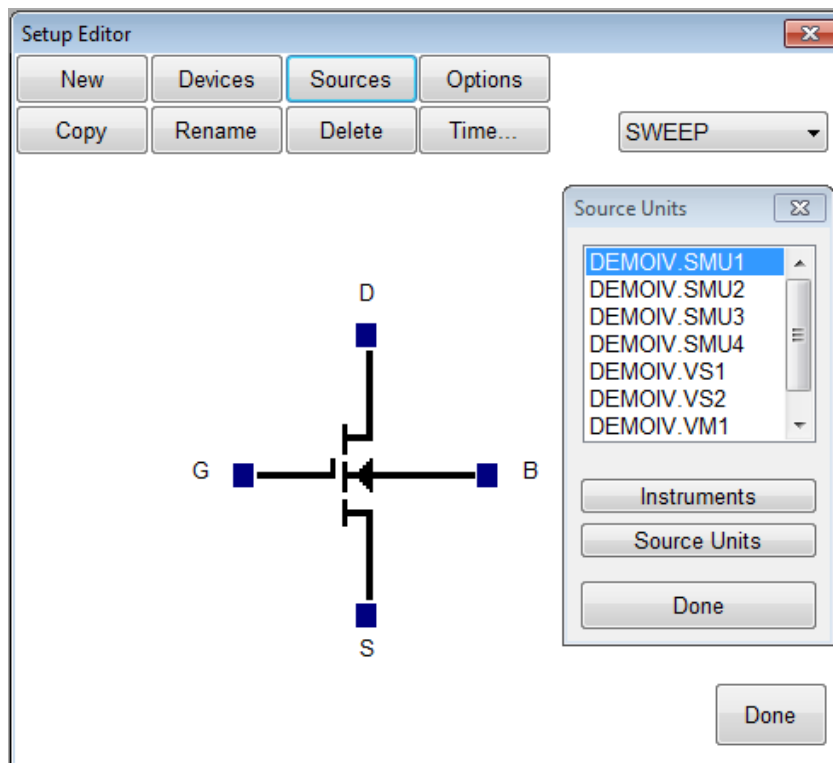 Setup Editor
New Devices Sources Options
Copy Rename Delete Time... SWEEP
Source Units
DEMOIV.SMU1
DEMOIV.SMU2
DEMOIV.SMU3
DEMOIV.SMU4
DEMOIV.VS1
DEMOIV.VS2
DEMOIV.VM1
D
G
B
S
Instruments
Source Units
Done
Done